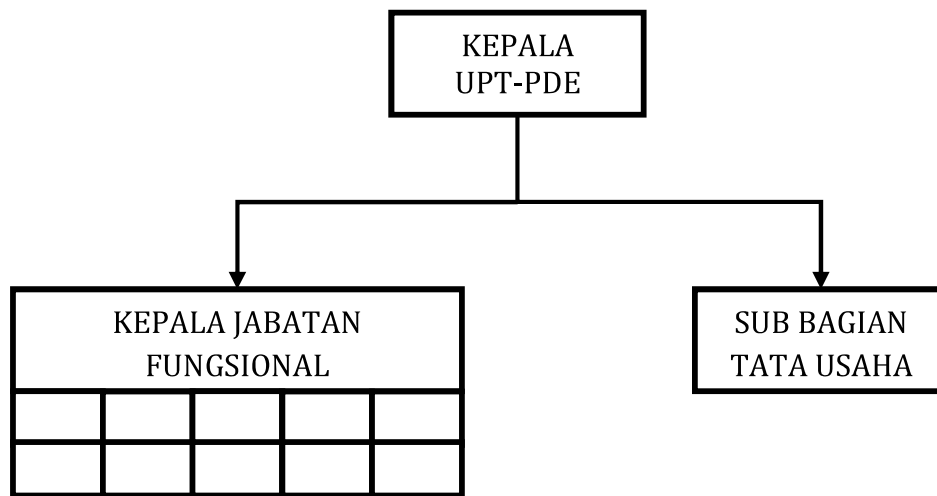 KEPALA
UPT-PDE
KEPALA JABATAN
FUNGSIONAL
SUB BAGIAN
TATA USAHA